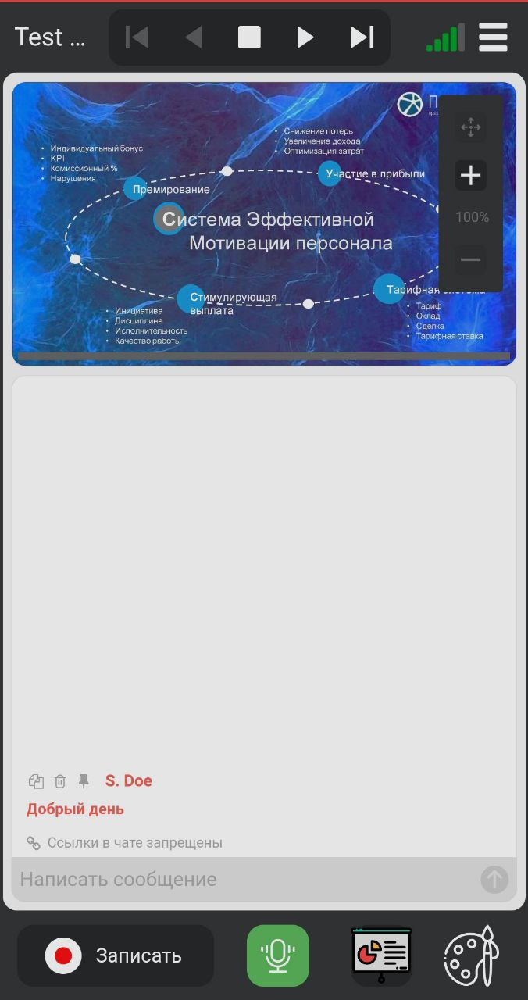 Test ...
• Индивидуальный бонус
• KPI
• Комиссионный %
• Нарушения
Премирование
• Снижение потерь
• Увеличение дохода
• Оптимизация затрат
Участие в прибыли
100%
Система Эффективной
Мотивации персонала
Стимулирующая
выплата
• Инициатива
• Дисциплина
• Исполнительность
• Качество работы
Тарифная система
• Тариф
• Оклад
• Сделка
• Тарифная ставка
S. Doe
Добрый день
Ссылки в чате запрещены
Написать сообщение
Записать